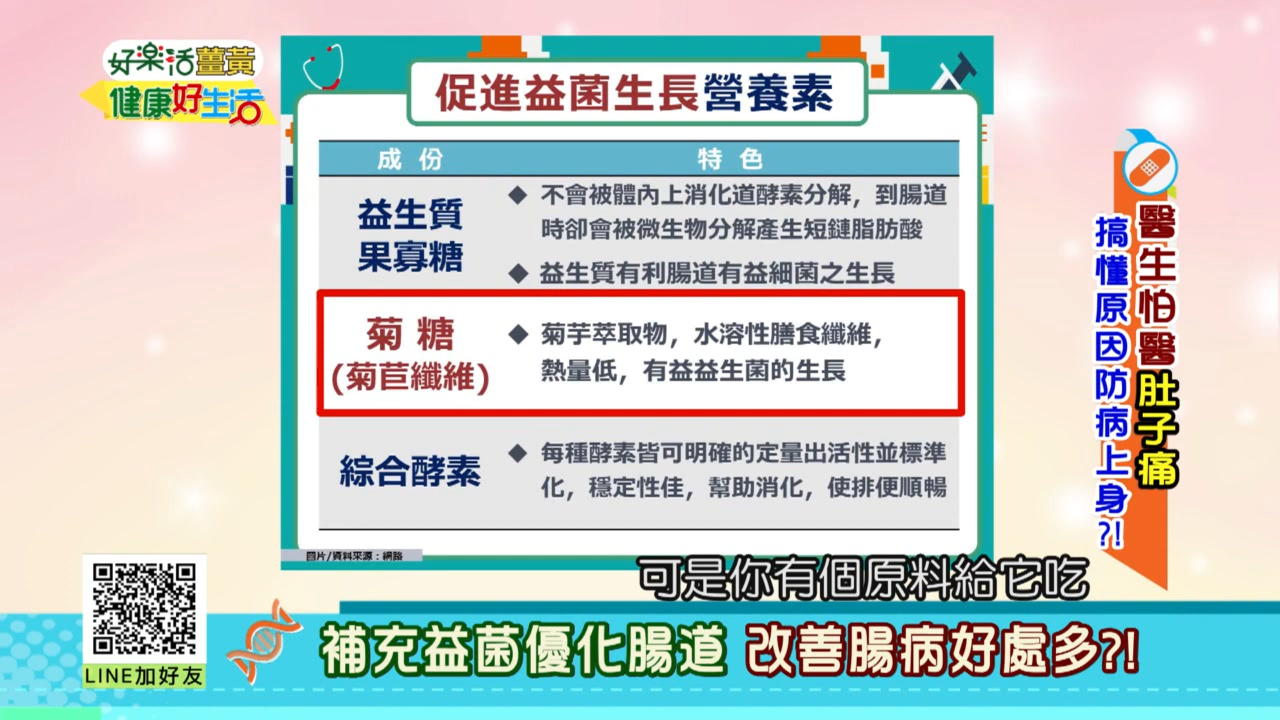 好樂活薑黃
健康好生活
促進益菌生長營養素
成份 特色
益生質
果寡糖
◆ 不會被體內上消化道酵素分解，到腸道
時卻會被微生物分解產生短鏈脂肪酸
◆ 益生質有利腸道有益細菌之生長
菊糖
(菊苣纖維)
◆ 菊芋萃取物，水溶性膳食纖維，
熱量低，有益益生菌的生長
綜合酵素
◆ 每種酵素皆可明確的定量出活性並標準
化，穩定性佳，幫助消化，使排便順暢
圖片/資料來源：網路
醫生怕醫肚子痛
搞懂原因防病上身?!
可是你有個原料給它吃
補充益菌優化腸道 改善腸病好處多?!
LINE加好友